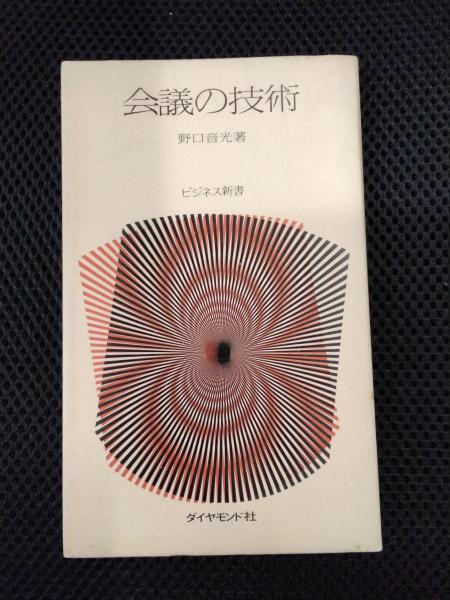 会議の技術
野口音光著
ビジネス新書
ダイヤモンド社